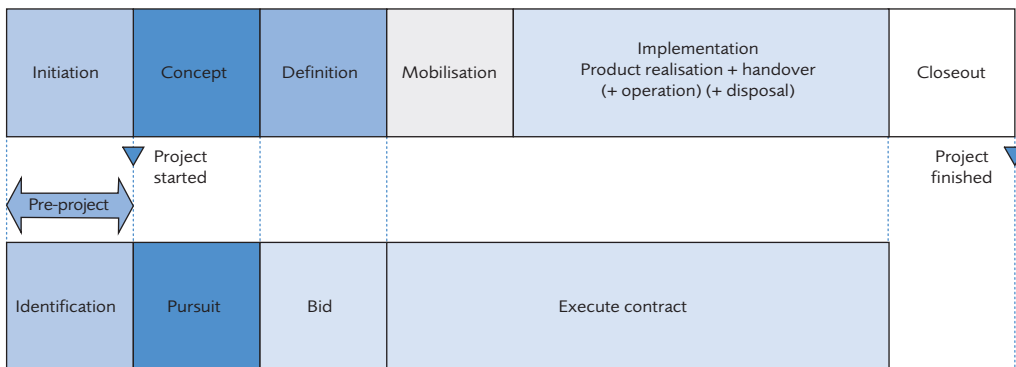 Initiation
Concept
Definition
Mobilisation
Implementation
Product realisation + handover
(+ operation) (+ disposal)
Closeout
Project
started
Project
finished
Pre-project
Identification
Pursuit
Bid
Execute contract